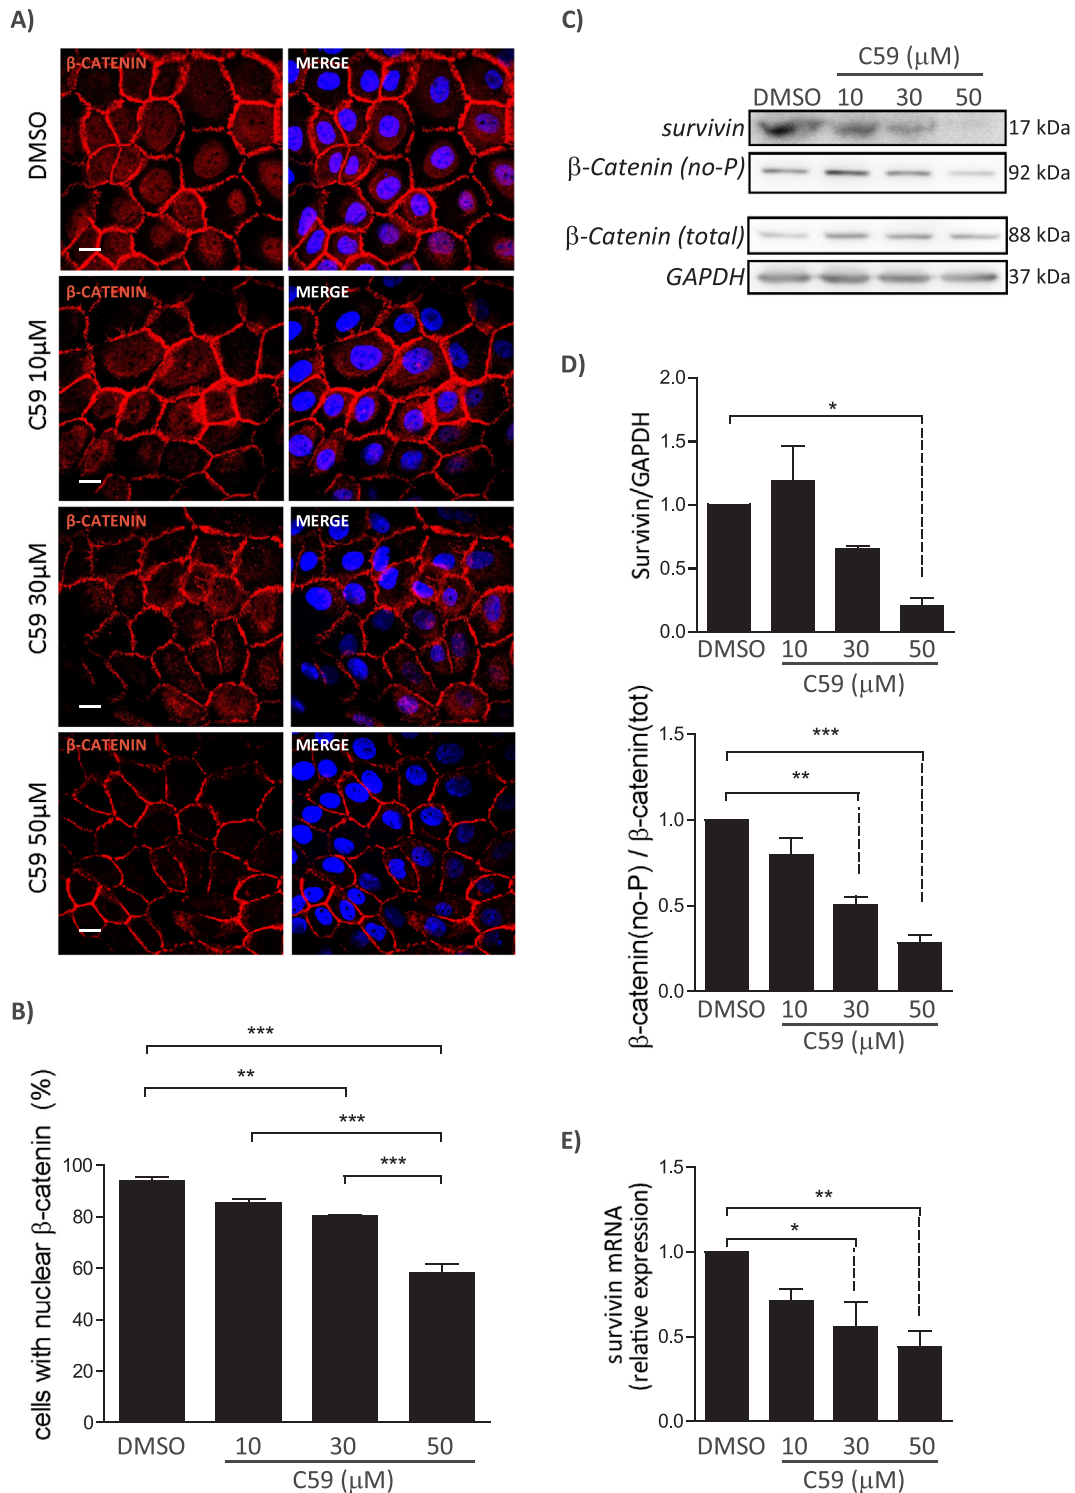 A)
β-CATENIN
MERGE
DMSO
β-CATENIN
MERGE
C59 10μM
β-CATENIN
MERGE
C59 30μM
β-CATENIN
MERGE
C59 50μM
B)
***
**
***
***
cells with nuclear β-catenin (%)
100
80
60
40
20
0
DMSO 10 30 50
C59 (μM)
C)
C59 (μM)
DMSO 10 30 50
survivin 17 kDa
β-Catenin (no-P) 92 kDa
β-Catenin (total) 88 kDa
GAPDH 37 kDa
D)
Survivin/GAPDH
2.0
1.5
1.0
0.5
0.0
*
DMSO 10 30 50
C59 (μM)
β-catenin(no-P) / β-catenin(tot)
1.5
1.0
0.5
0.0
***
**
DMSO 10 30 50
C59 (μM)
E)
survivin mRNA
(relative expression)
1.5
1.0
0.5
0.0
**
*
DMSO 10 30 50
C59 (μM)